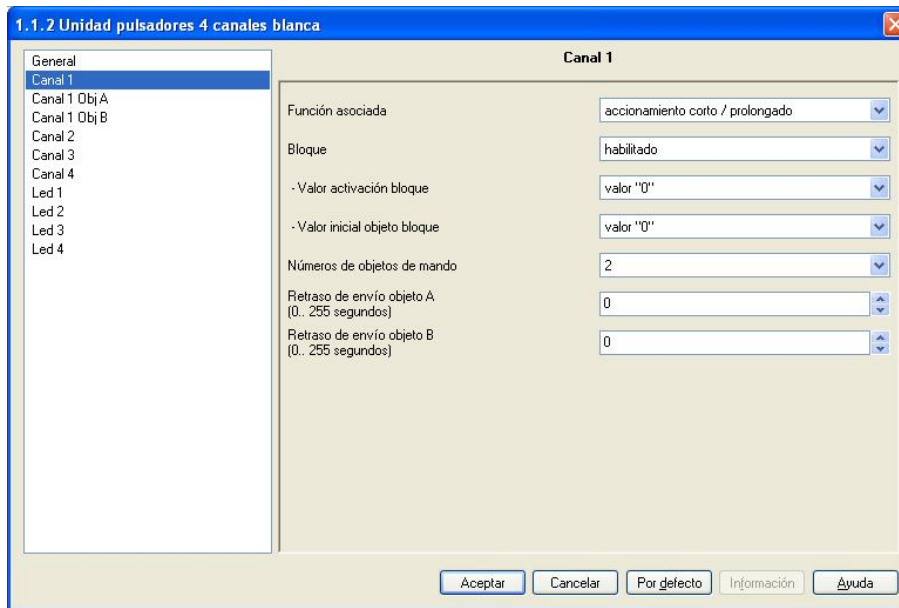 1.1.2 Unidad pulsadores 4 canales blanca
General
Canal 1
Canal 1 Obj A
Canal 1 Obj B
Canal 2
Canal 3
Canal 4
Led 1
Led 2
Led 3
Led 4
Canal 1
Función asociada
accionamiento corto / prolongado
Bloque
habilitado
- Valor activación bloque
valor "0"
- Valor inicial objeto bloque
valor "0"
Números de objetos de mando
2
Retraso de envío objeto A
(0.. 255 segundos)
0
Retraso de envío objeto B
(0.. 255 segundos)
0
Aceptar
Cancelar
Por defecto
Información
Ayuda